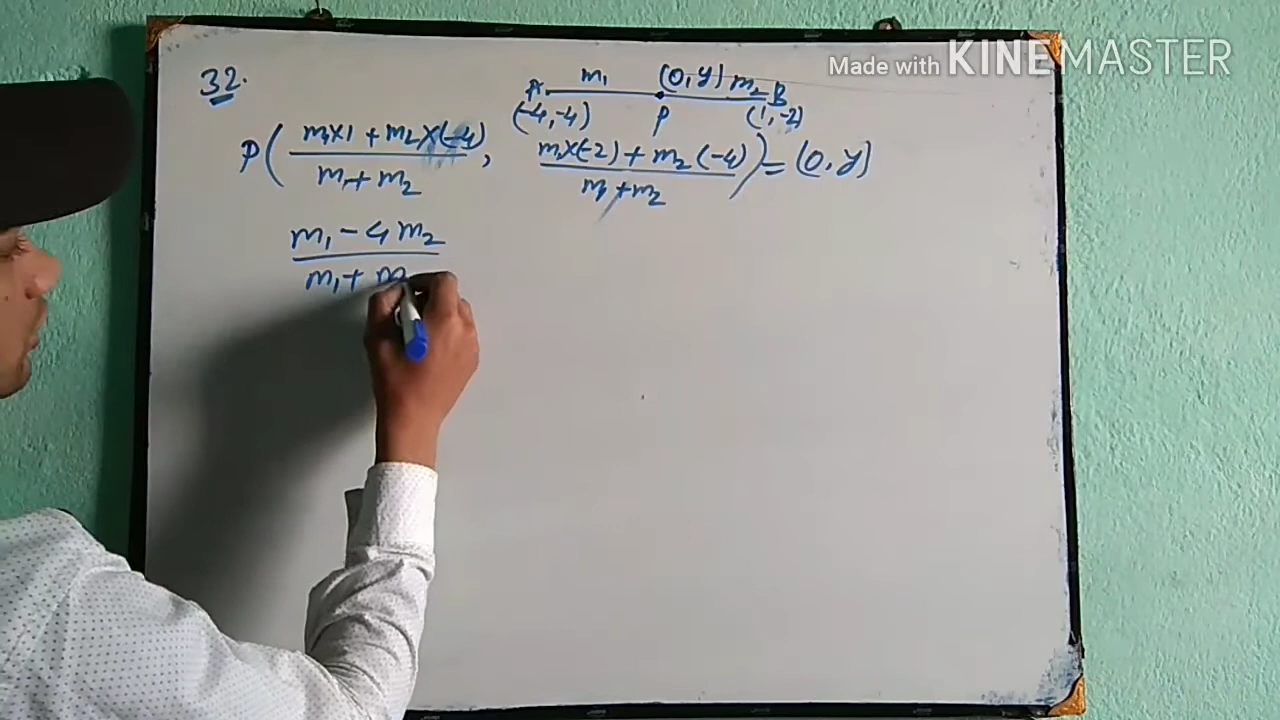 Made with KINEMASTER
32.
A m₁ (0, y) m₂ B
(-4, -4) P (1, -2)
P( (m₁×1 + m₂×(-4))/(m₁+m₂), (m₁×(-2) + m₂(-4))/(m₁+m₂) ) = (0, y)
(m₁ - 4m₂)/(m₁ + m